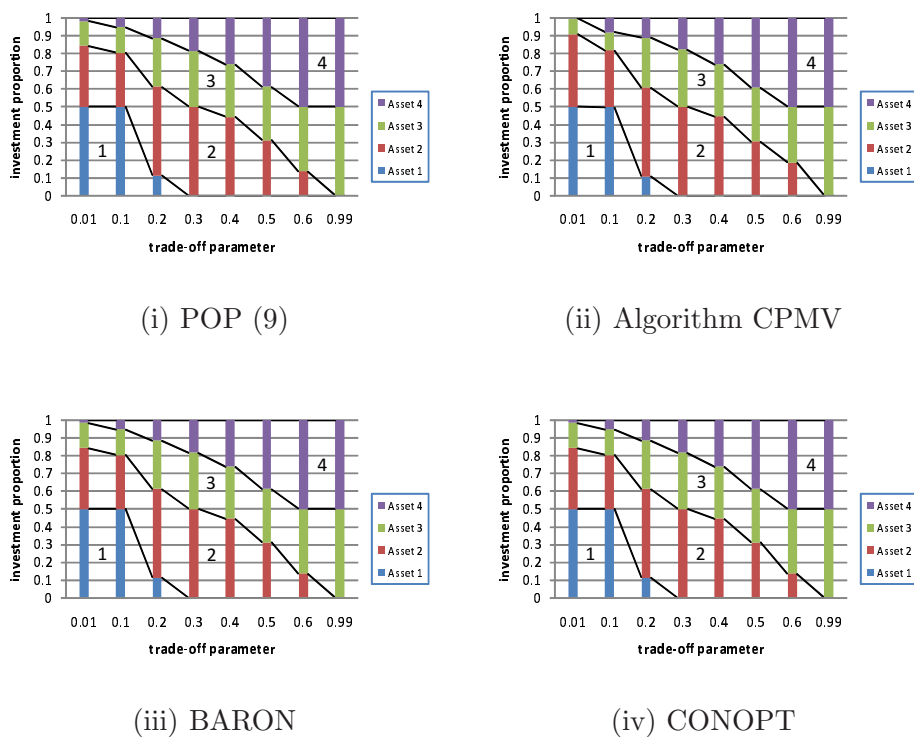 1
0.9
0.8
0.7
0.6
0.5
0.4
0.3
0.2
0.1
0
investment proportion
1
2
3
4
0.01 0.1 0.2 0.3 0.4 0.5 0.6 0.99
trade-off parameter
Asset 4
Asset 3
Asset 2
Asset 1
(i) POP (9)
1
0.9
0.8
0.7
0.6
0.5
0.4
0.3
0.2
0.1
0
investment proportion
1
2
3
4
0.01 0.1 0.2 0.3 0.4 0.5 0.6 0.99
trade-off parameter
Asset 4
Asset 3
Asset 2
Asset 1
(ii) Algorithm CPMV
1
0.9
0.8
0.7
0.6
0.5
0.4
0.3
0.2
0.1
0
investment proportion
1
2
3
4
0.01 0.1 0.2 0.3 0.4 0.5 0.6 0.99
trade-off parameter
Asset 4
Asset 3
Asset 2
Asset 1
(iii) BARON
1
0.9
0.8
0.7
0.6
0.5
0.4
0.3
0.2
0.1
0
investment proportion
1
2
3
4
0.01 0.1 0.2 0.3 0.4 0.5 0.6 0.99
trade-off parameter
Asset 4
Asset 3
Asset 2
Asset 1
(iv) CONOPT